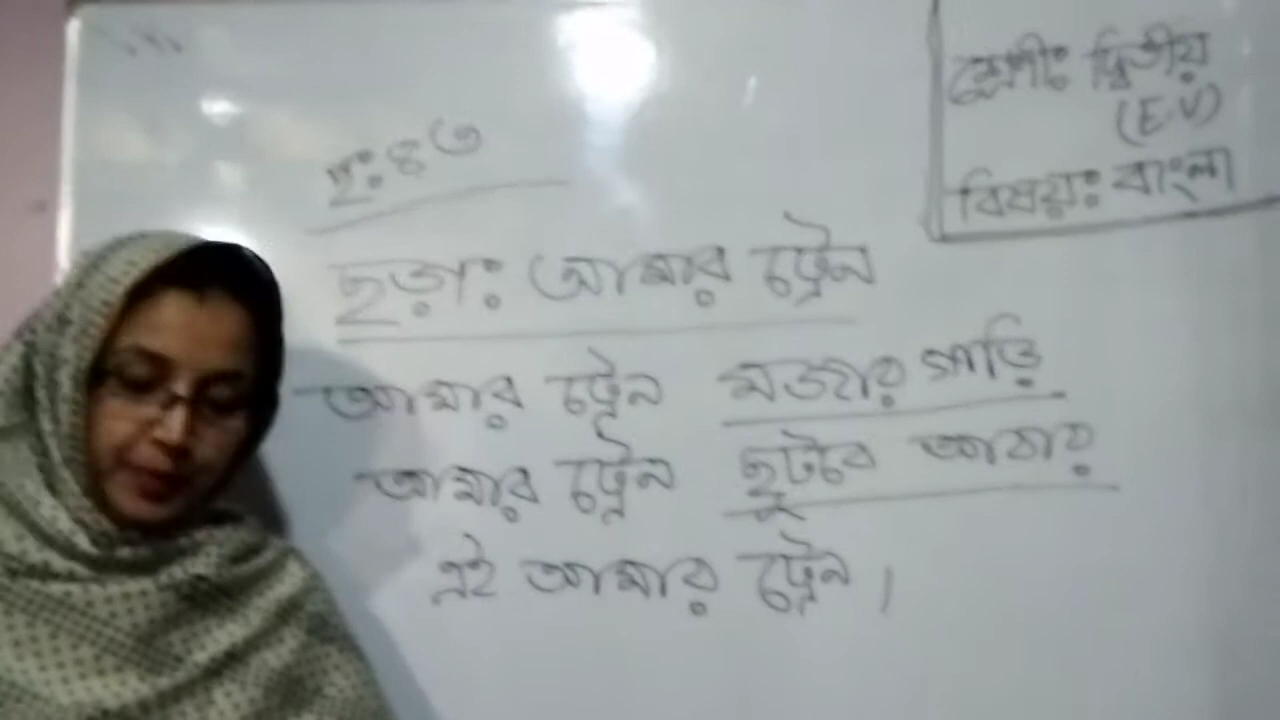 শ্রেণীঃ দ্বিতীয়
(E.V)
বিষয়ঃ বাংলা
পৃঃ ৪৩
ছড়াঃ আমার ট্রেন
আমার ট্রেন মজার গাড়ি
আমার ট্রেন ছুটবে আবার
এই আমার ট্রেন।